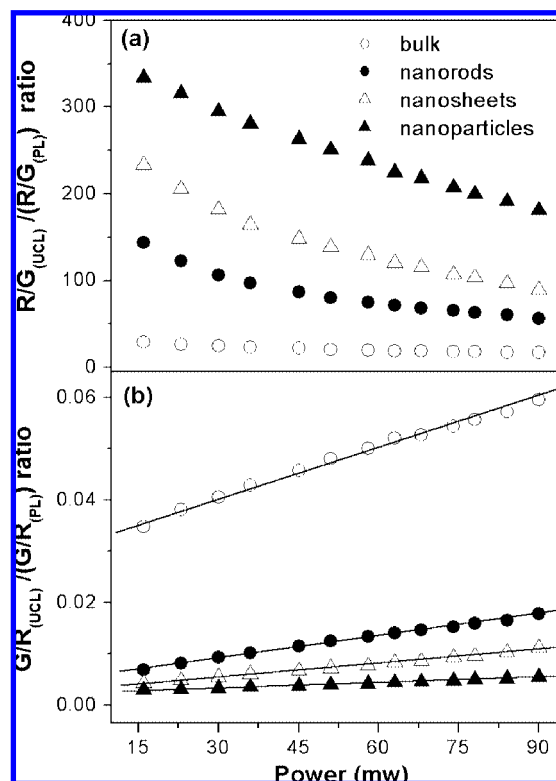 (a)
bulk
nanorods
nanosheets
nanoparticles
R/G(UCL) /(R/G(PL)) ratio
400
300
200
100
0
(b)
G/R(UCL) /(G/R(PL)) ratio
0.06
0.04
0.02
0.00
15 30 45 60 75 90
Power (mw)